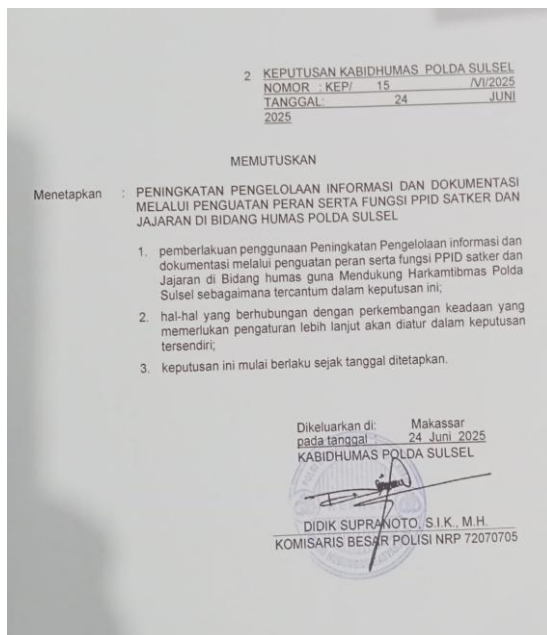 2 KEPUTUSAN KABIDHUMAS POLDA SULSEL
NOMOR : KEP/ 15 /VI/2025
TANGGAL: 24 JUNI
2025
MEMUTUSKAN
Menetapkan : PENINGKATAN PENGELOLAAN INFORMASI DAN DOKUMENTASI
MELALUI PENGUATAN PERAN SERTA FUNGSI PPID SATKER DAN
JAJARAN DI BIDANG HUMAS POLDA SULSEL
1. pemberlakuan penggunaan Peningkatan Pengelolaan informasi dan
dokumentasi melalui penguatan peran serta fungsi PPID satker dan
Jajaran di Bidang humas guna Mendukung Harkamtibmas Polda
Sulsel sebagaimana tercantum dalam keputusan ini;
2. hal-hal yang berhubungan dengan perkembangan keadaan yang
memerlukan pengaturan lebih lanjut akan diatur dalam keputusan
tersendiri;
3. keputusan ini mulai berlaku sejak tanggal ditetapkan.
Dikeluarkan di: Makassar
pada tanggal 24 Juni 2025
KABIDHUMAS POLDA SULSEL
DIDIK SUPRANOTO, S.I.K., M.H.
KOMISARIS BESAR POLISI NRP 72070705